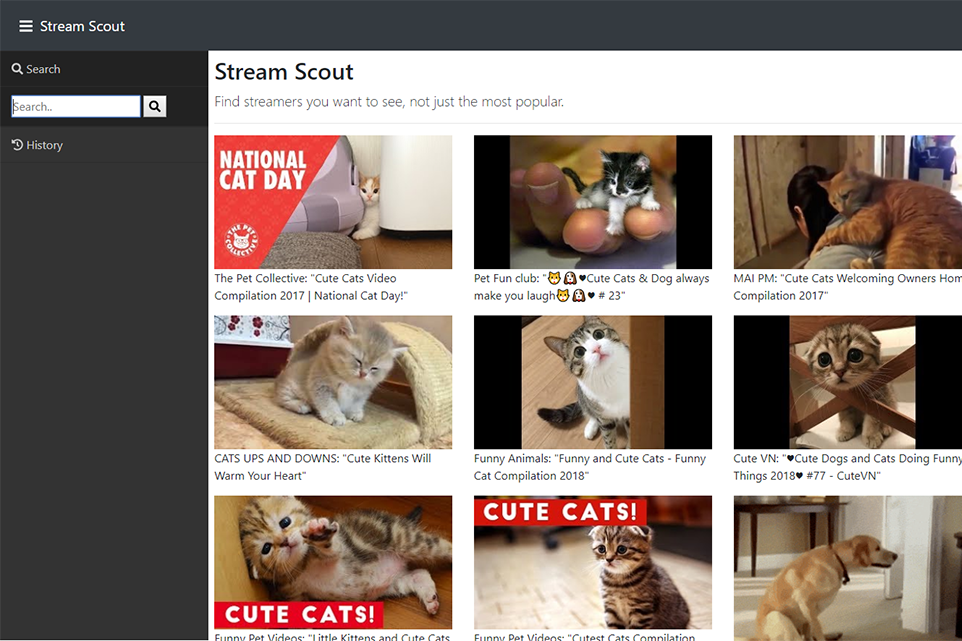 Stream Scout
Search
Search..
History
Stream Scout
Find streamers you want to see, not just the most popular.
NATIONAL
CAT DAY
THE PET
COLLECTIVE
The Pet Collective: "Cute Cats Video
Compilation 2017 | National Cat Day!"
Pet Fun club: "🐱🐶♥Cute Cats & Dog always
make you laugh🐱🐶♥ # 23"
MAI PM: "Cute Cats Welcoming Owners Hom
Compilation 2017"
CATS UPS AND DOWNS: "Cute Kittens Will
Warm Your Heart"
Funny Animals: "Funny and Cute Cats - Funny
Cat Compilation 2018"
Cute VN: "♥Cute Dogs and Cats Doing Funny
Things 2018♥ #77 - CuteVN"
CUTE CATS!
CUTE CATS!
Funny Pet Videos: "Little Kittens and Cute Cats
Funny Pet Videos: "Cutest Cats Compilation